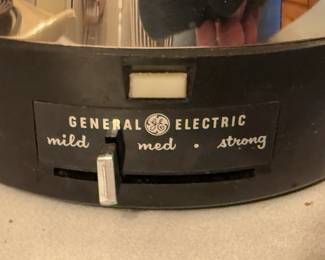 GENERAL GE ELECTRIC
mild • med • strong